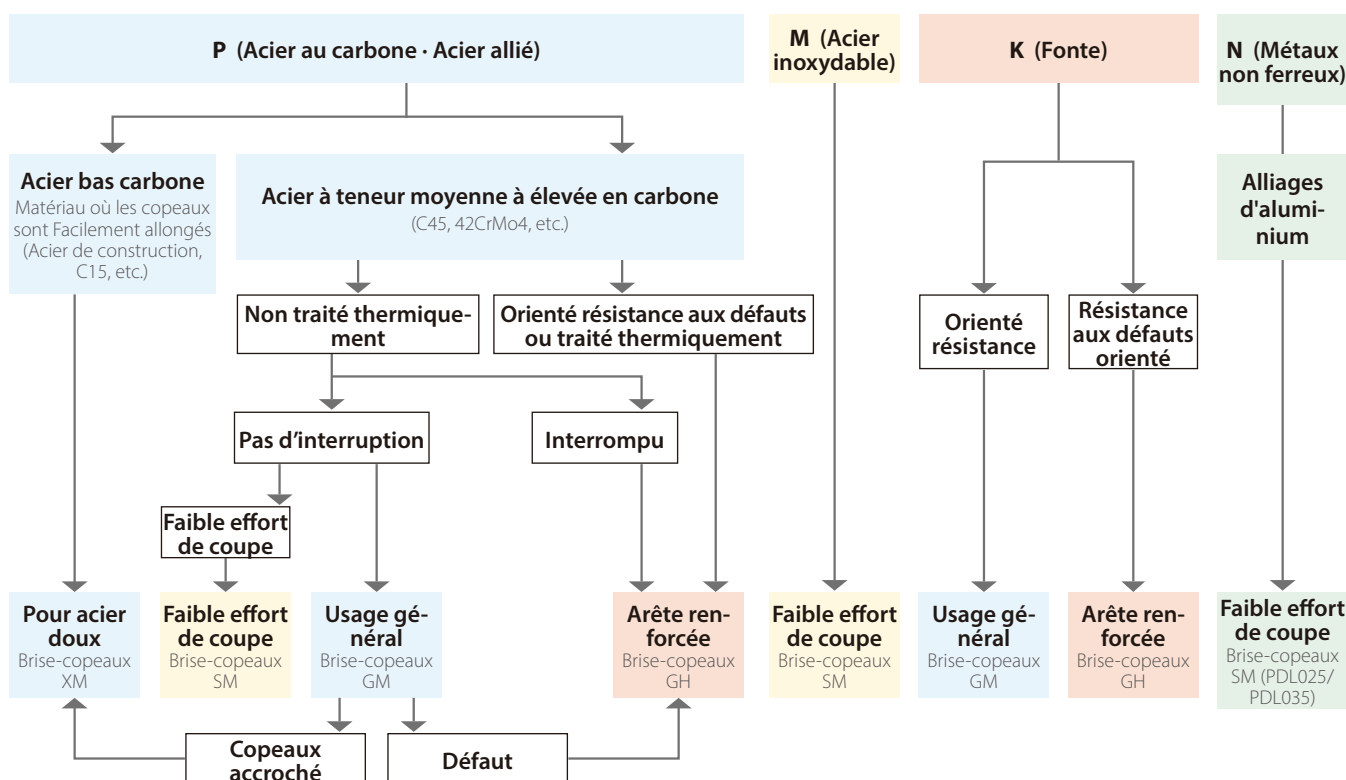 P (Acier au carbone · Acier allié)
M (Acier
inoxydable)
K (Fonte)
N (Métaux
non ferreux)
Acier bas carbone
Matériau où les copeaux
sont Facilement allongés
(Acier de construction,
C15, etc.)
Acier à teneur moyenne à élevée en carbone
(C45, 42CrMo4, etc.)
Alliages
d'alumi-
nium
Non traité thermique-
ment
Orienté résistance aux défauts
ou traité thermiquement
Orienté
résistance
Résistance
aux défauts
orienté
Pas d’interruption
Interrompu
Faible effort
de coupe
Pour acier
doux
Brise-copeaux
XM
Faible effort
de coupe
Brise-copeaux
SM
Usage gé-
néral
Brise-copeaux
GM
Arête ren-
forcée
Brise-copeaux
GH
Faible effort
de coupe
Brise-copeaux
SM
Usage gé-
néral
Brise-copeaux
GM
Arête ren-
forcée
Brise-copeaux
GH
Faible effort
de coupe
Brise-copeaux
SM (PDL025/
PDL035)
Copeaux
accroché
Défaut